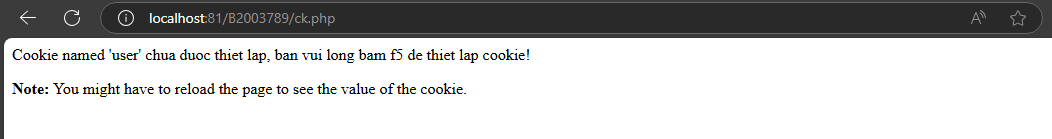 localhost:81/B2003789/ck.php
Cookie named 'user' chua duoc thiet lap, ban vui long bam f5 de thiet lap cookie!
Note: You might have to reload the page to see the value of the cookie.